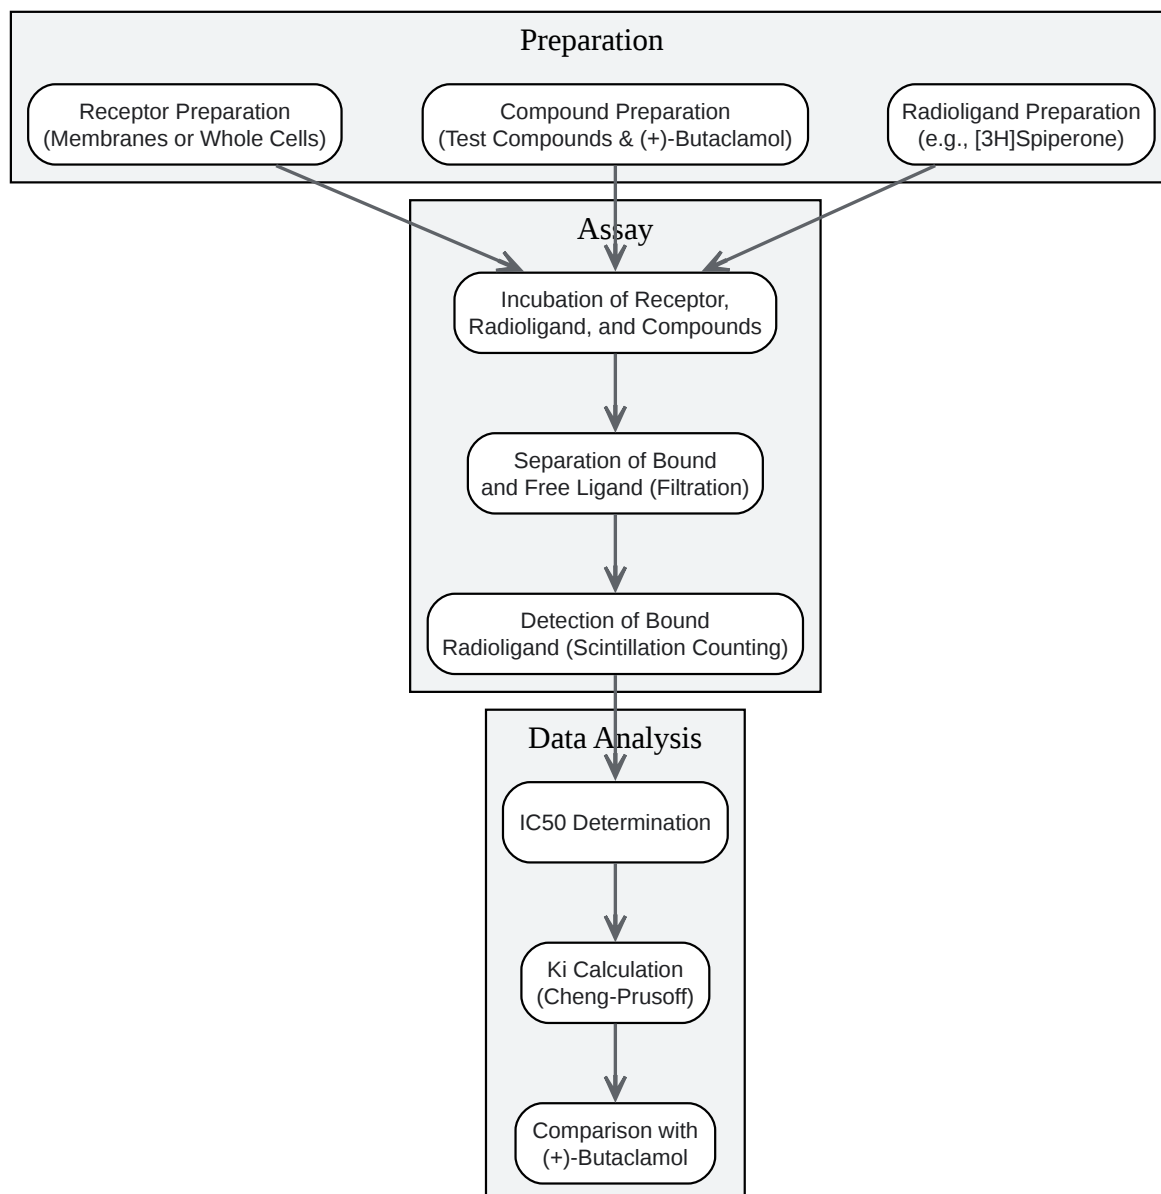 Preparation
Receptor Preparation
(Membranes or Whole Cells)
Compound Preparation
(Test Compounds & (+)-Butaclamol)
Radioligand Preparation
(e.g., [3H]Spiperone)
Assay
Incubation of Receptor,
Radioligand, and Compounds
Separation of Bound
and Free Ligand (Filtration)
Detection of Bound
Radioligand (Scintillation Counting)
Data Analysis
IC50 Determination
Ki Calculation
(Cheng-Prusoff)
Comparison with
(+)-Butaclamol